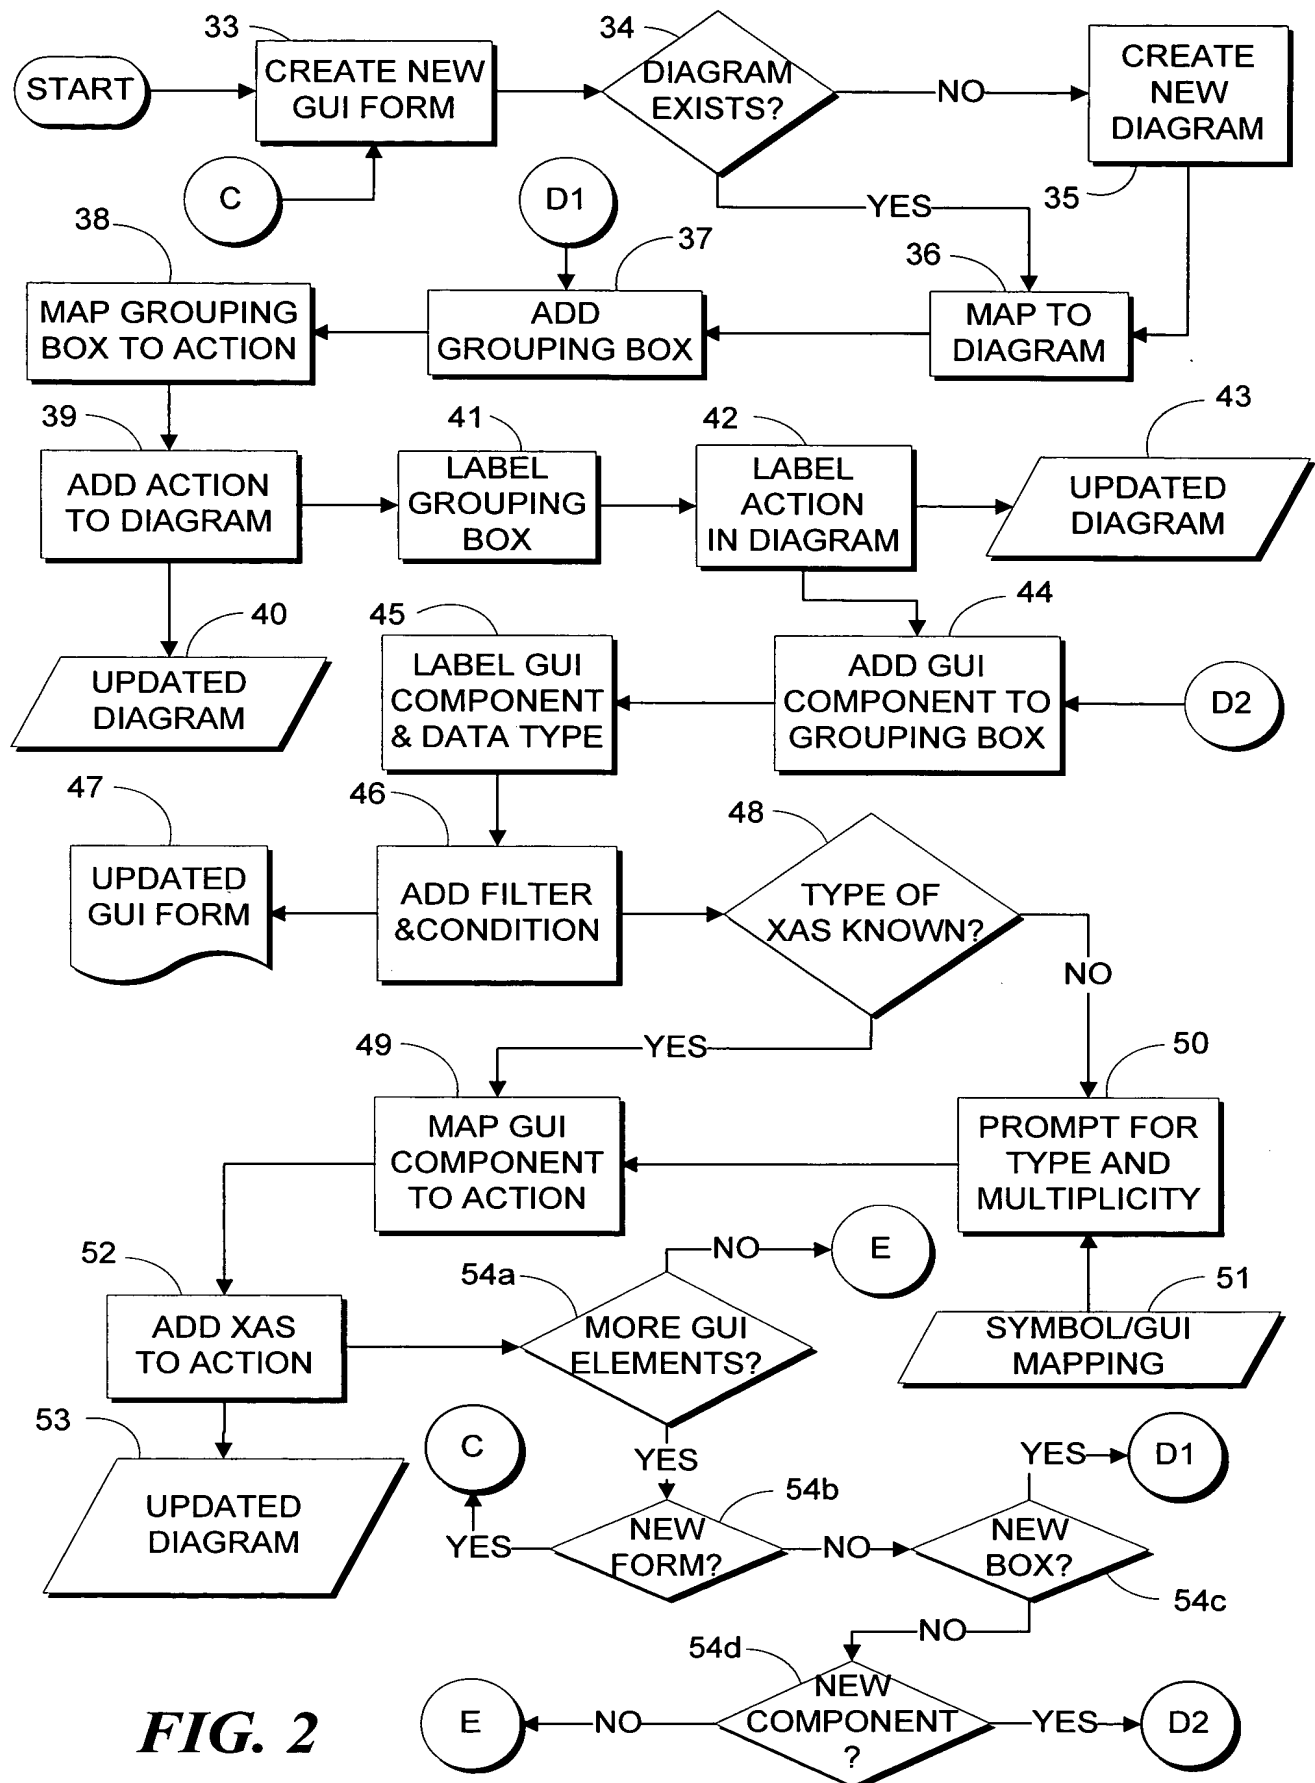 33
34
START
CREATE NEW
GUI FORM
DIAGRAM
EXISTS?
NO
CREATE
NEW
DIAGRAM
C
D1
YES
35
38
37
36
MAP GROUPING
BOX TO ACTION
ADD
GROUPING BOX
MAP TO
DIAGRAM
39
41
42
43
ADD ACTION
TO DIAGRAM
LABEL
GROUPING
BOX
LABEL
ACTION
IN DIAGRAM
UPDATED
DIAGRAM
40
45
44
UPDATED
DIAGRAM
LABEL GUI
COMPONENT
& DATA TYPE
ADD GUI
COMPONENT TO
GROUPING BOX
D2
47
46
48
UPDATED
GUI FORM
ADD FILTER
&CONDITION
TYPE OF
XAS KNOWN?
NO
YES
49
50
MAP GUI
COMPONENT
TO ACTION
PROMPT FOR
TYPE AND
MULTIPLICITY
52
54a
NO
E
51
ADD XAS
TO ACTION
MORE GUI
ELEMENTS?
SYMBOL/GUI
MAPPING
53
C
YES
YES
D1
UPDATED
DIAGRAM
54b
YES
NEW
FORM?
NO
NEW
BOX?
54c
NO
54d
E
NO
NEW
COMPONENT
?
YES
D2
FIG. 2